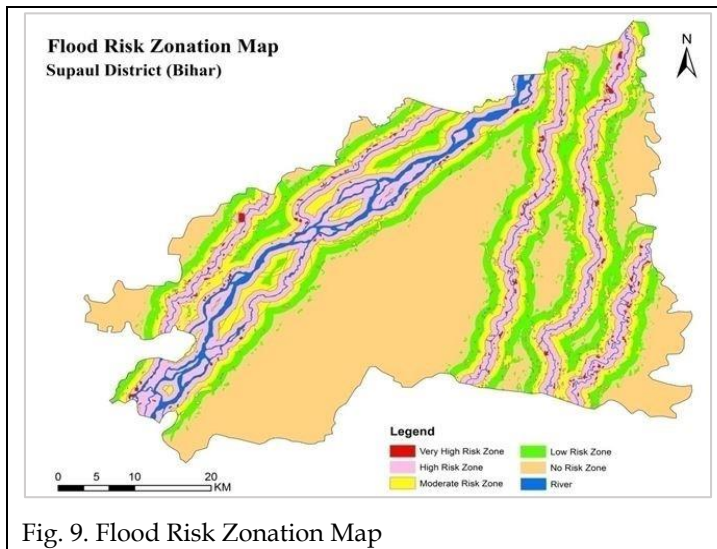 Flood Risk Zonation Map
Supaul District (Bihar)
N
Legend
Very High Risk Zone
High Risk Zone
Moderate Risk Zone
Low Risk Zone
No Risk Zone
River
0 5 10 20
KM
Fig. 9. Flood Risk Zonation Map